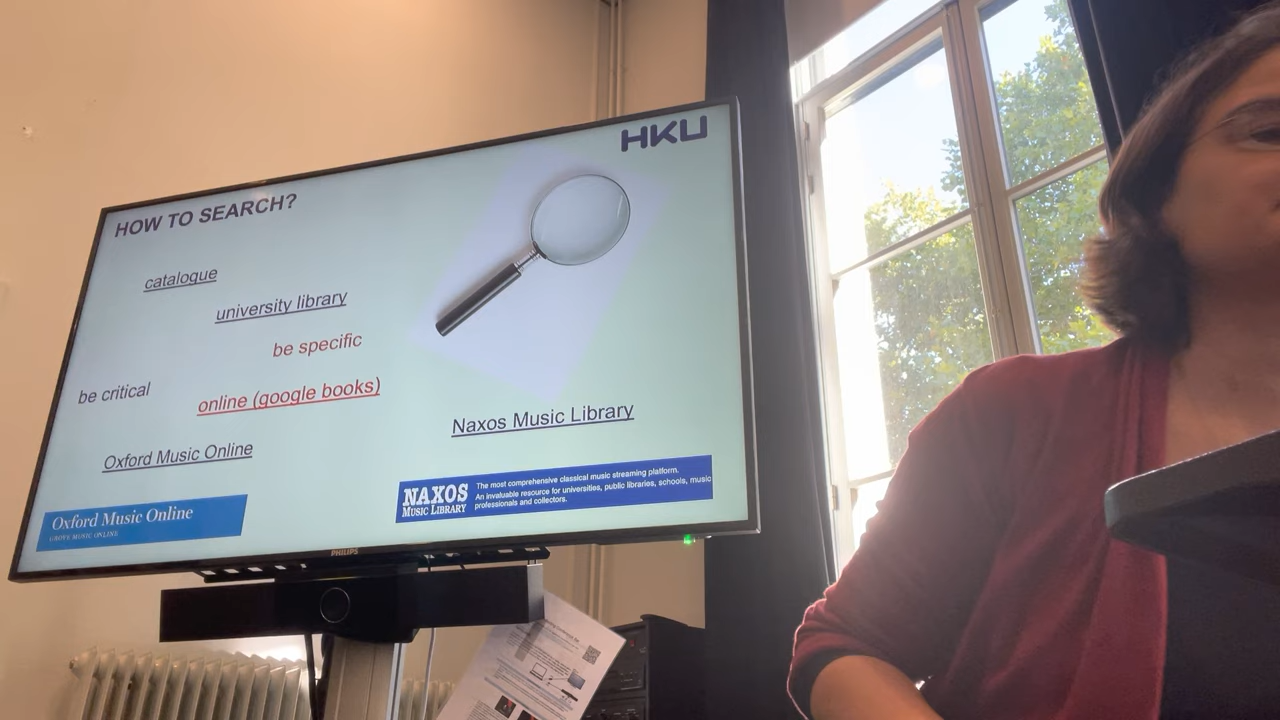 HKU
HOW TO SEARCH?
catalogue
university library
be specific
be critical
online (google books)
Naxos Music Library
Oxford Music Online
NAXOS
MUSIC LIBRARY
The most comprehensive classical music streaming platform.
An invaluable resource for universities, public libraries, schools, music
professionals and collectors.
Oxford Music Online
GROVE MUSIC ONLINE
PHILIPS